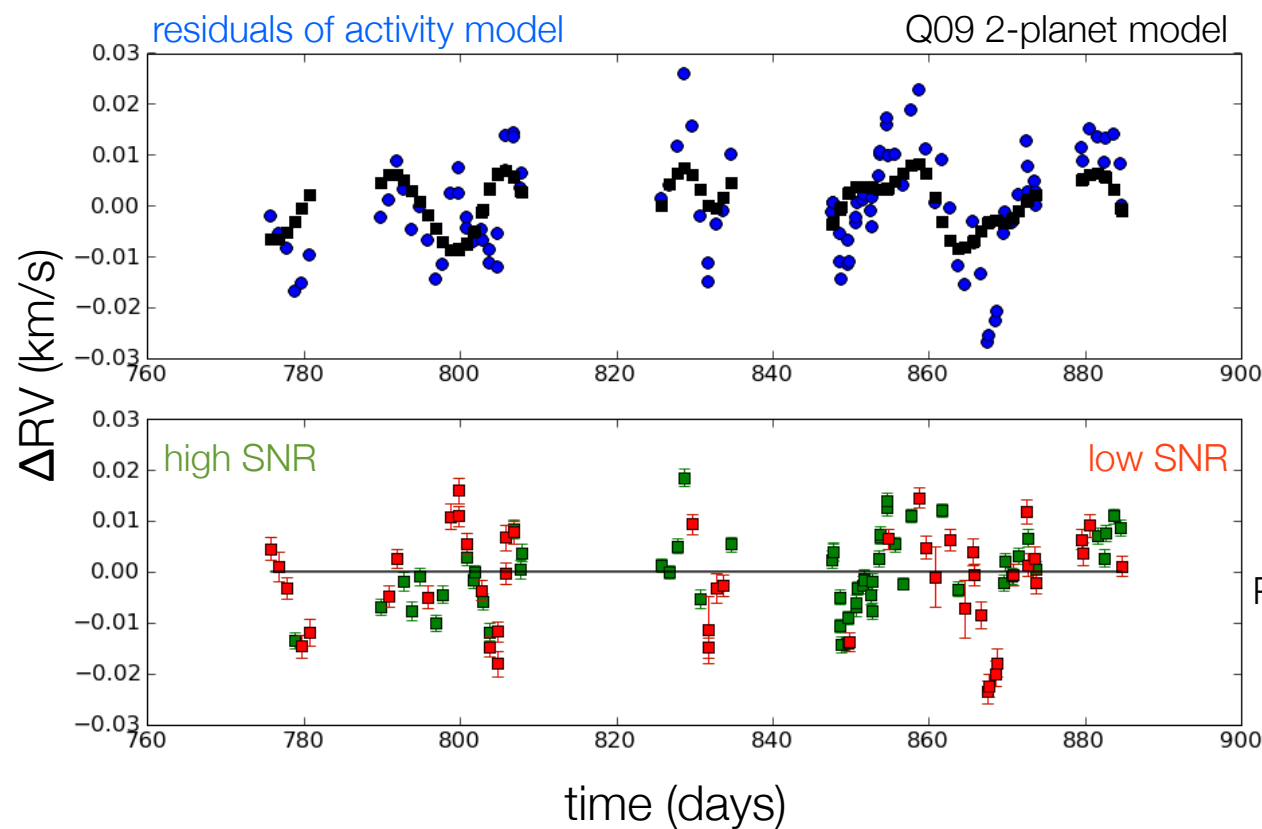 residuals of activity model Q09 2-planet model
0.03
0.02
0.01
0.00
−0.01
−0.02
−0.03
760 780 800 820 840 860 880 900
ΔRV (km/s)
high SNR low SNR
0.03
0.02
0.01
0.00
−0.01
−0.02
−0.03
760 780 800 820 840 860 880 900
time (days)